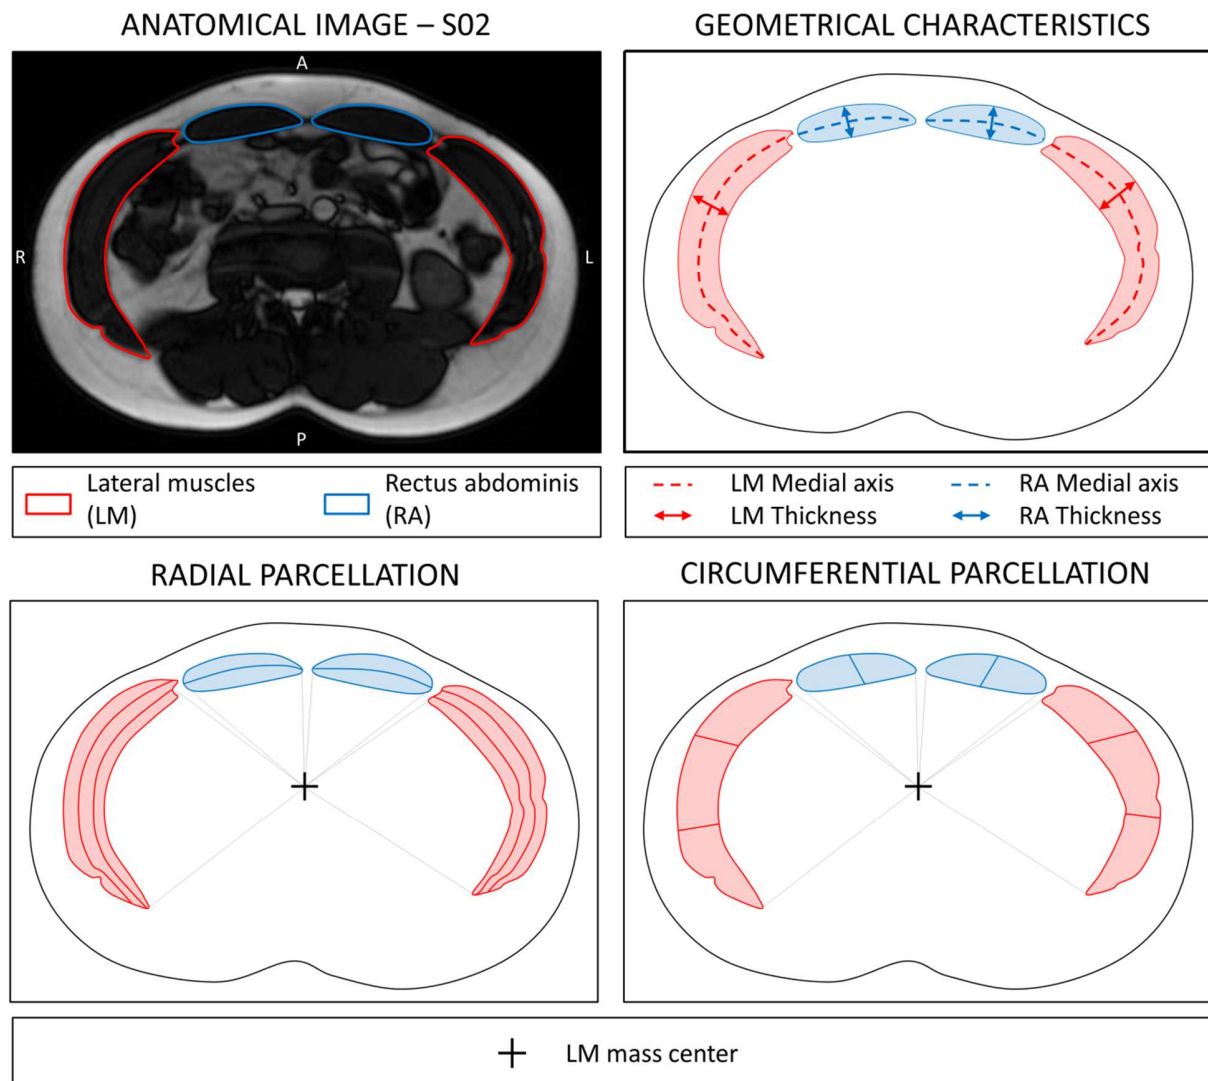 ANATOMICAL IMAGE – S02
GEOMETRICAL CHARACTERISTICS
A
R
L
P
Lateral muscles
(LM)
Rectus abdominis
(RA)
LM Medial axis
RA Medial axis
LM Thickness
RA Thickness
RADIAL PARCELLATION
CIRCUMFERENTIAL PARCELLATION
LM mass center